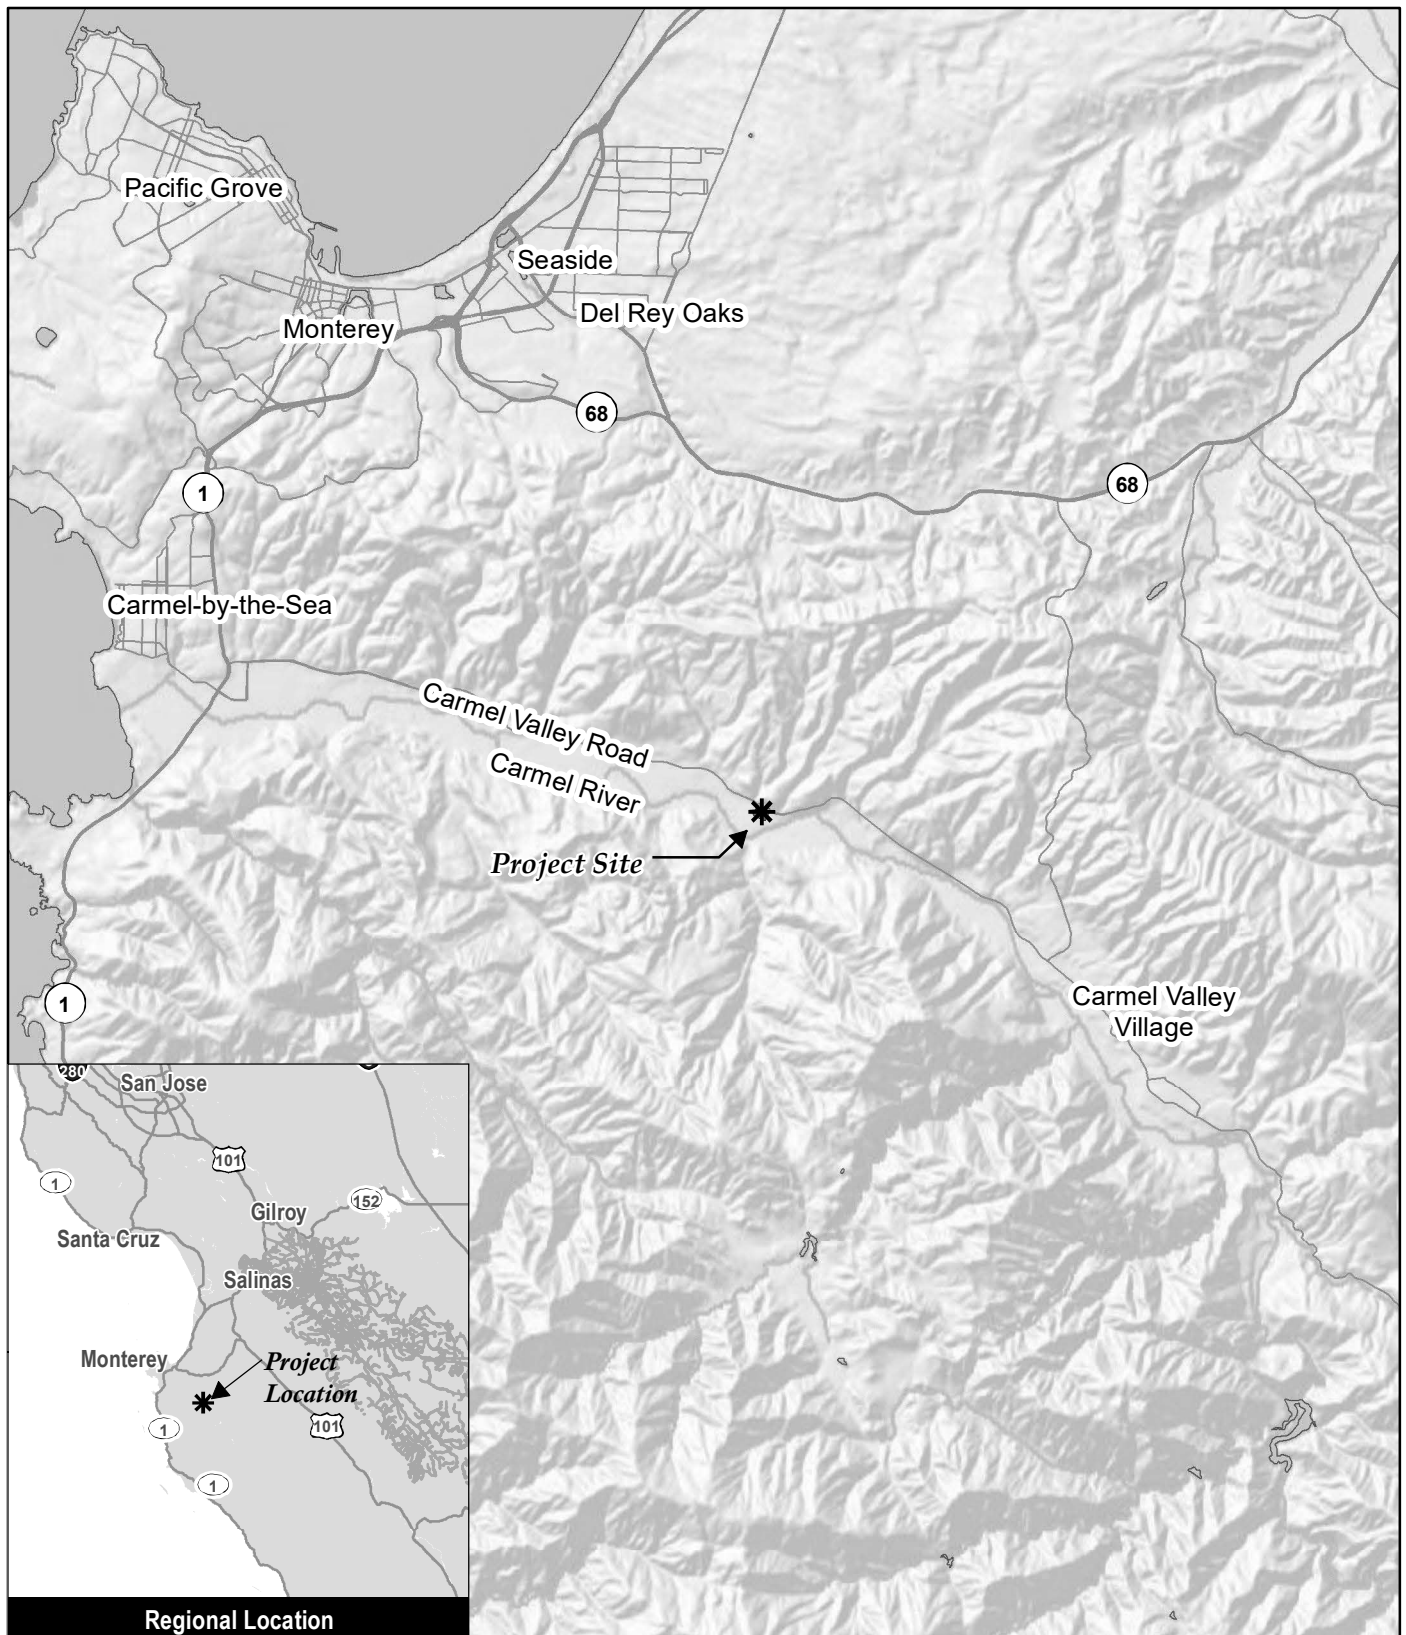 Pacific Grove
Seaside
Del Rey Oaks
Monterey
68
68
1
Carmel-by-the-Sea
Carmel Valley Road
Carmel River
Project Site
1
Carmel Valley
Village
280
San Jose
101
1
152
Gilroy
Santa Cruz
Salinas
Monterey
Project
Location
101
1
1
Regional Location